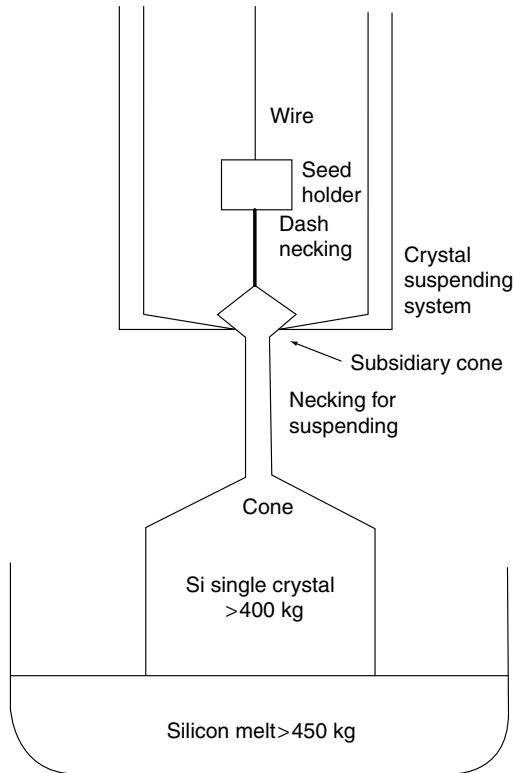 Wire
Seed
holder
Dash
necking
Crystal
suspending
system
Subsidiary cone
Necking for
suspending
Cone
Si single crystal
>400 kg
Silicon melt>450 kg